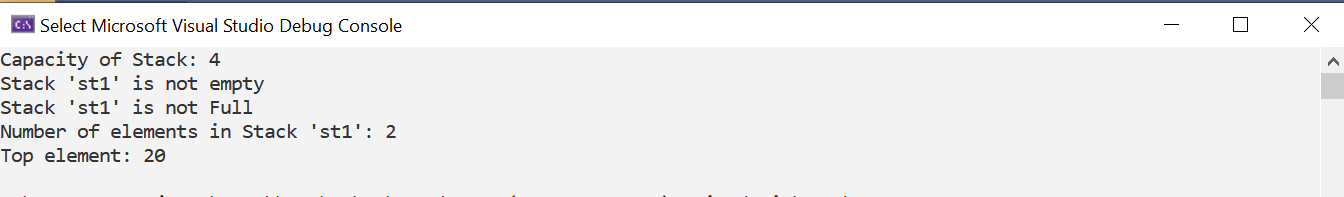 C:\ Select Microsoft Visual Studio Debug Console
Capacity of Stack: 4
Stack 'st1' is not empty
Stack 'st1' is not Full
Number of elements in Stack 'st1': 2
Top element: 20